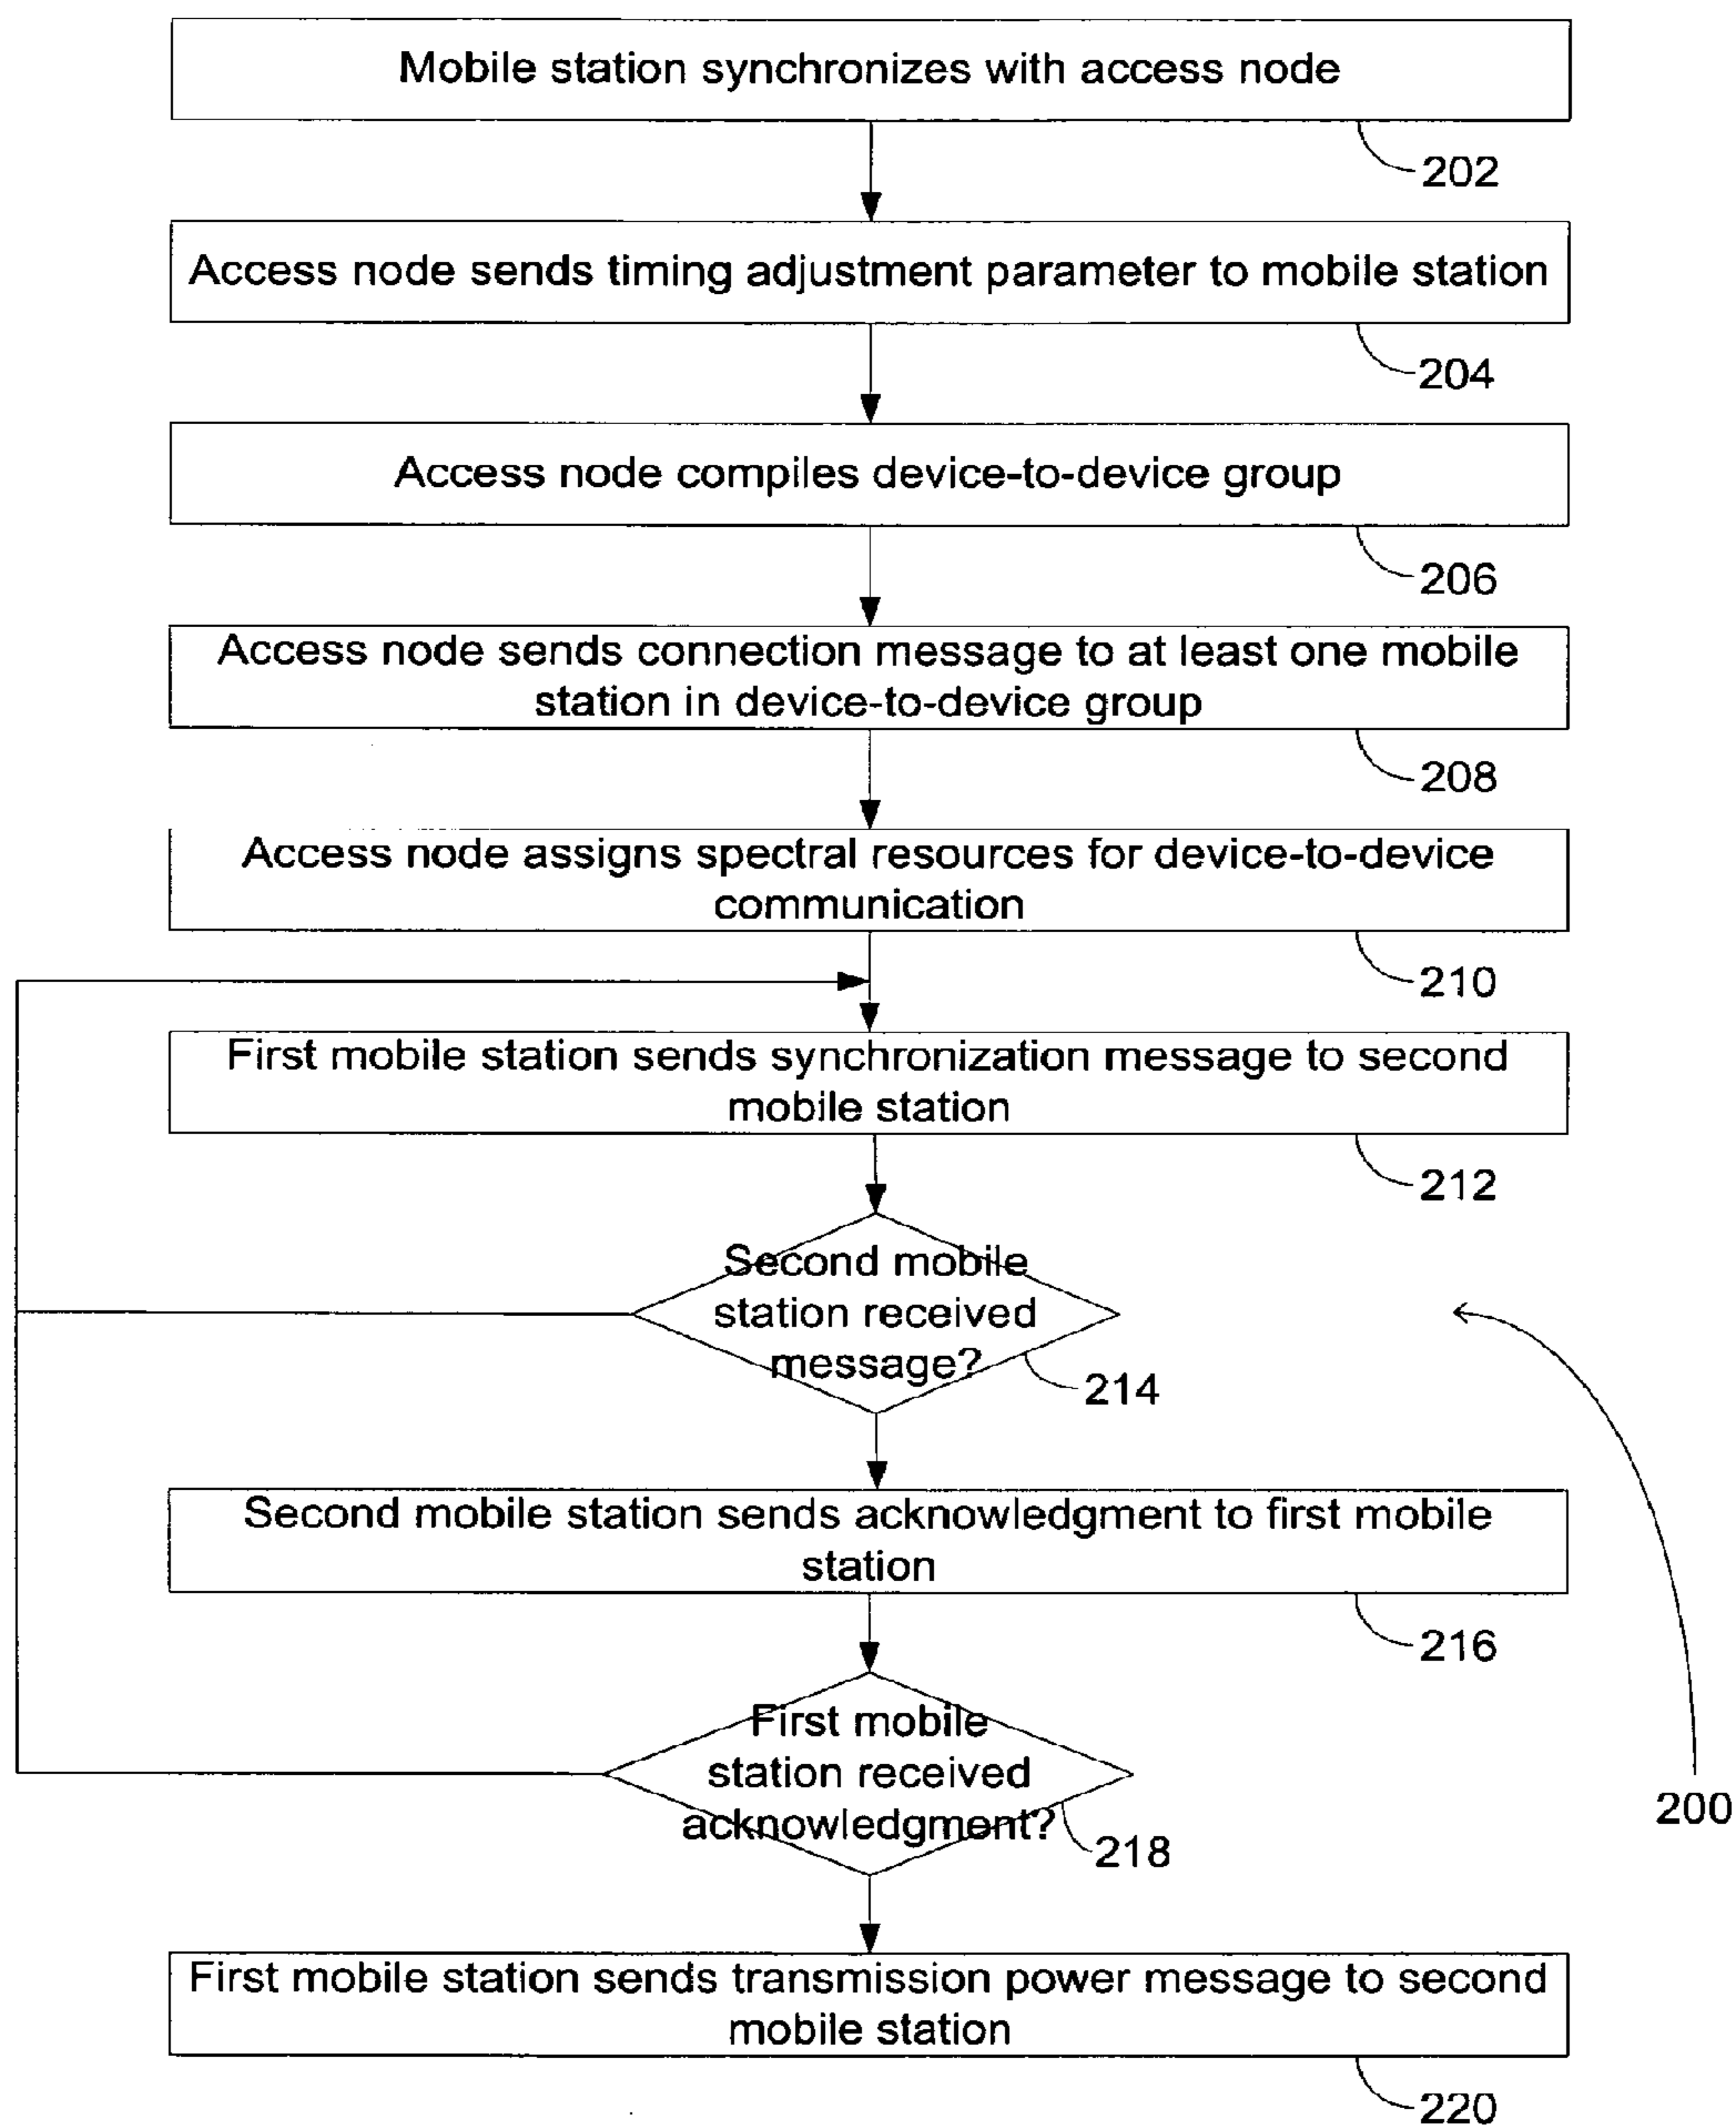 Mobile station synchronizes with access node
202
Access node sends timing adjustment parameter to mobile station
204
Access node compiles device-to-device group
206
Access node sends connection message to at least one mobile
station in device-to-device group
208
Access node assigns spectral resources for device-to-device
communication
210
First mobile station sends synchronization message to second
mobile station
212
Second mobile
station received
message?
214
Second mobile station sends acknowledgment to first mobile
station
216
First mobile
station received
acknowledgment?
218
200
First mobile station sends transmission power message to second
mobile station
220